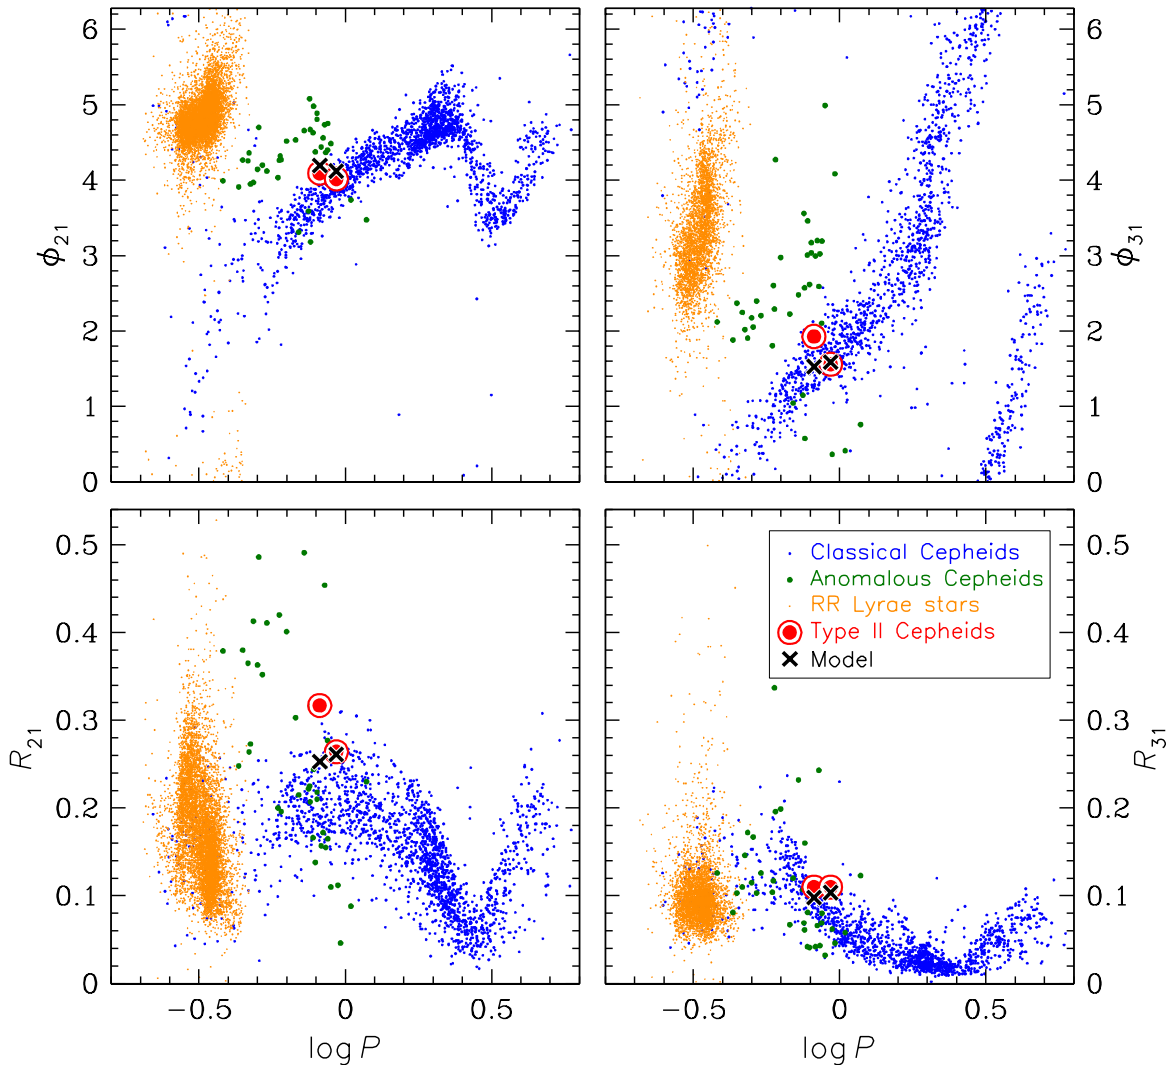 6
5
4
3
2
1
0
ϕ21
6
5
4
3
2
1
0
ϕ31
0.5
0.4
0.3
0.2
0.1
0
R21
−0.5
0
0.5
log P
Classical Cepheids
Anomalous Cepheids
RR Lyrae stars
Type II Cepheids
Model
0.5
0.4
0.3
0.2
0.1
0
R31
−0.5
0
0.5
log P